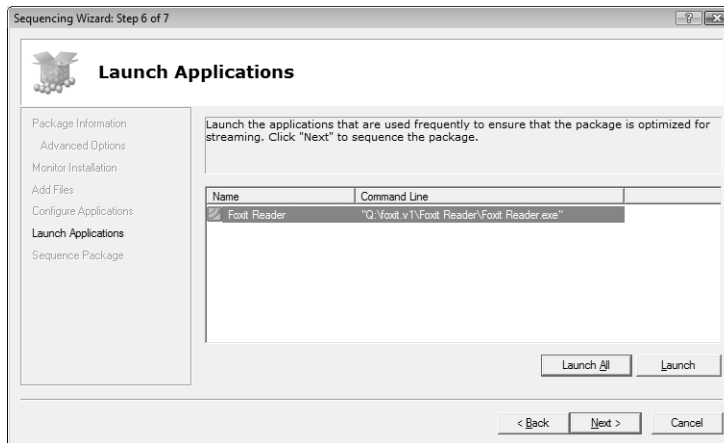 Sequencing Wizard: Step 6 of 7
Launch Applications
Package Information
Advanced Options
Monitor Installation
Add Files
Configure Applications
Launch Applications
Sequence Package
Launch the applications that are used frequently to ensure that the package is optimized for
streaming. Click "Next" to sequence the package.
Name Command Line
Foxit Reader "Q:\foxit.v1\Foxit Reader\Foxit Reader.exe"
Launch All Launch
< Back Next > Cancel